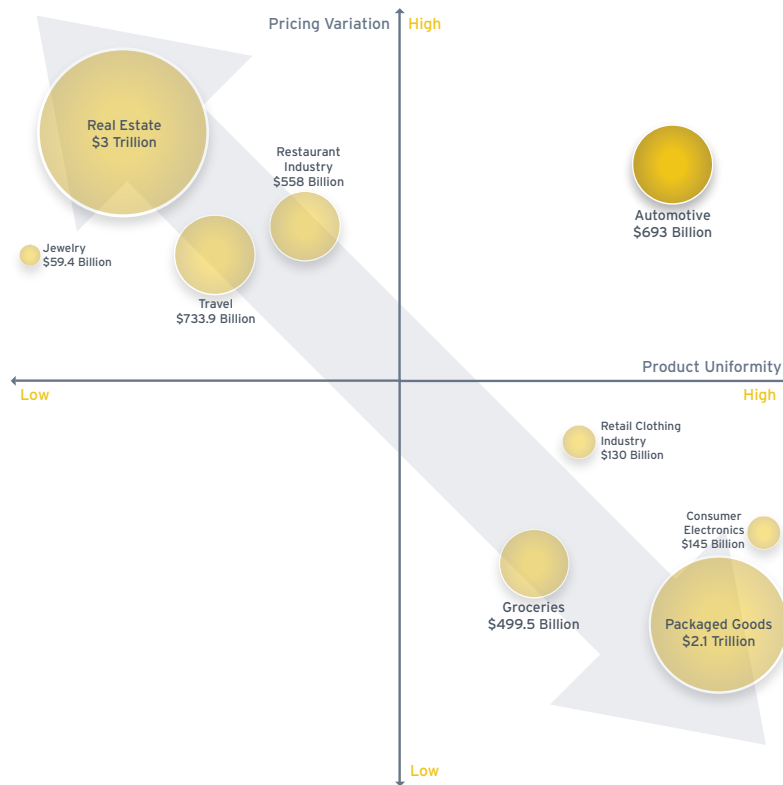 Pricing Variation
High
Real Estate
$3 Trillion
Restaurant
Industry
$558 Billion
Automotive
$693 Billion
Jewelry
$59.4 Billion
Travel
$733.9 Billion
Product Uniformity
Low
High
Retail Clothing
Industry
$130 Billion
Consumer
Electronics
$145 Billion
Groceries
$499.5 Billion
Packaged Goods
$2.1 Trillion
Low